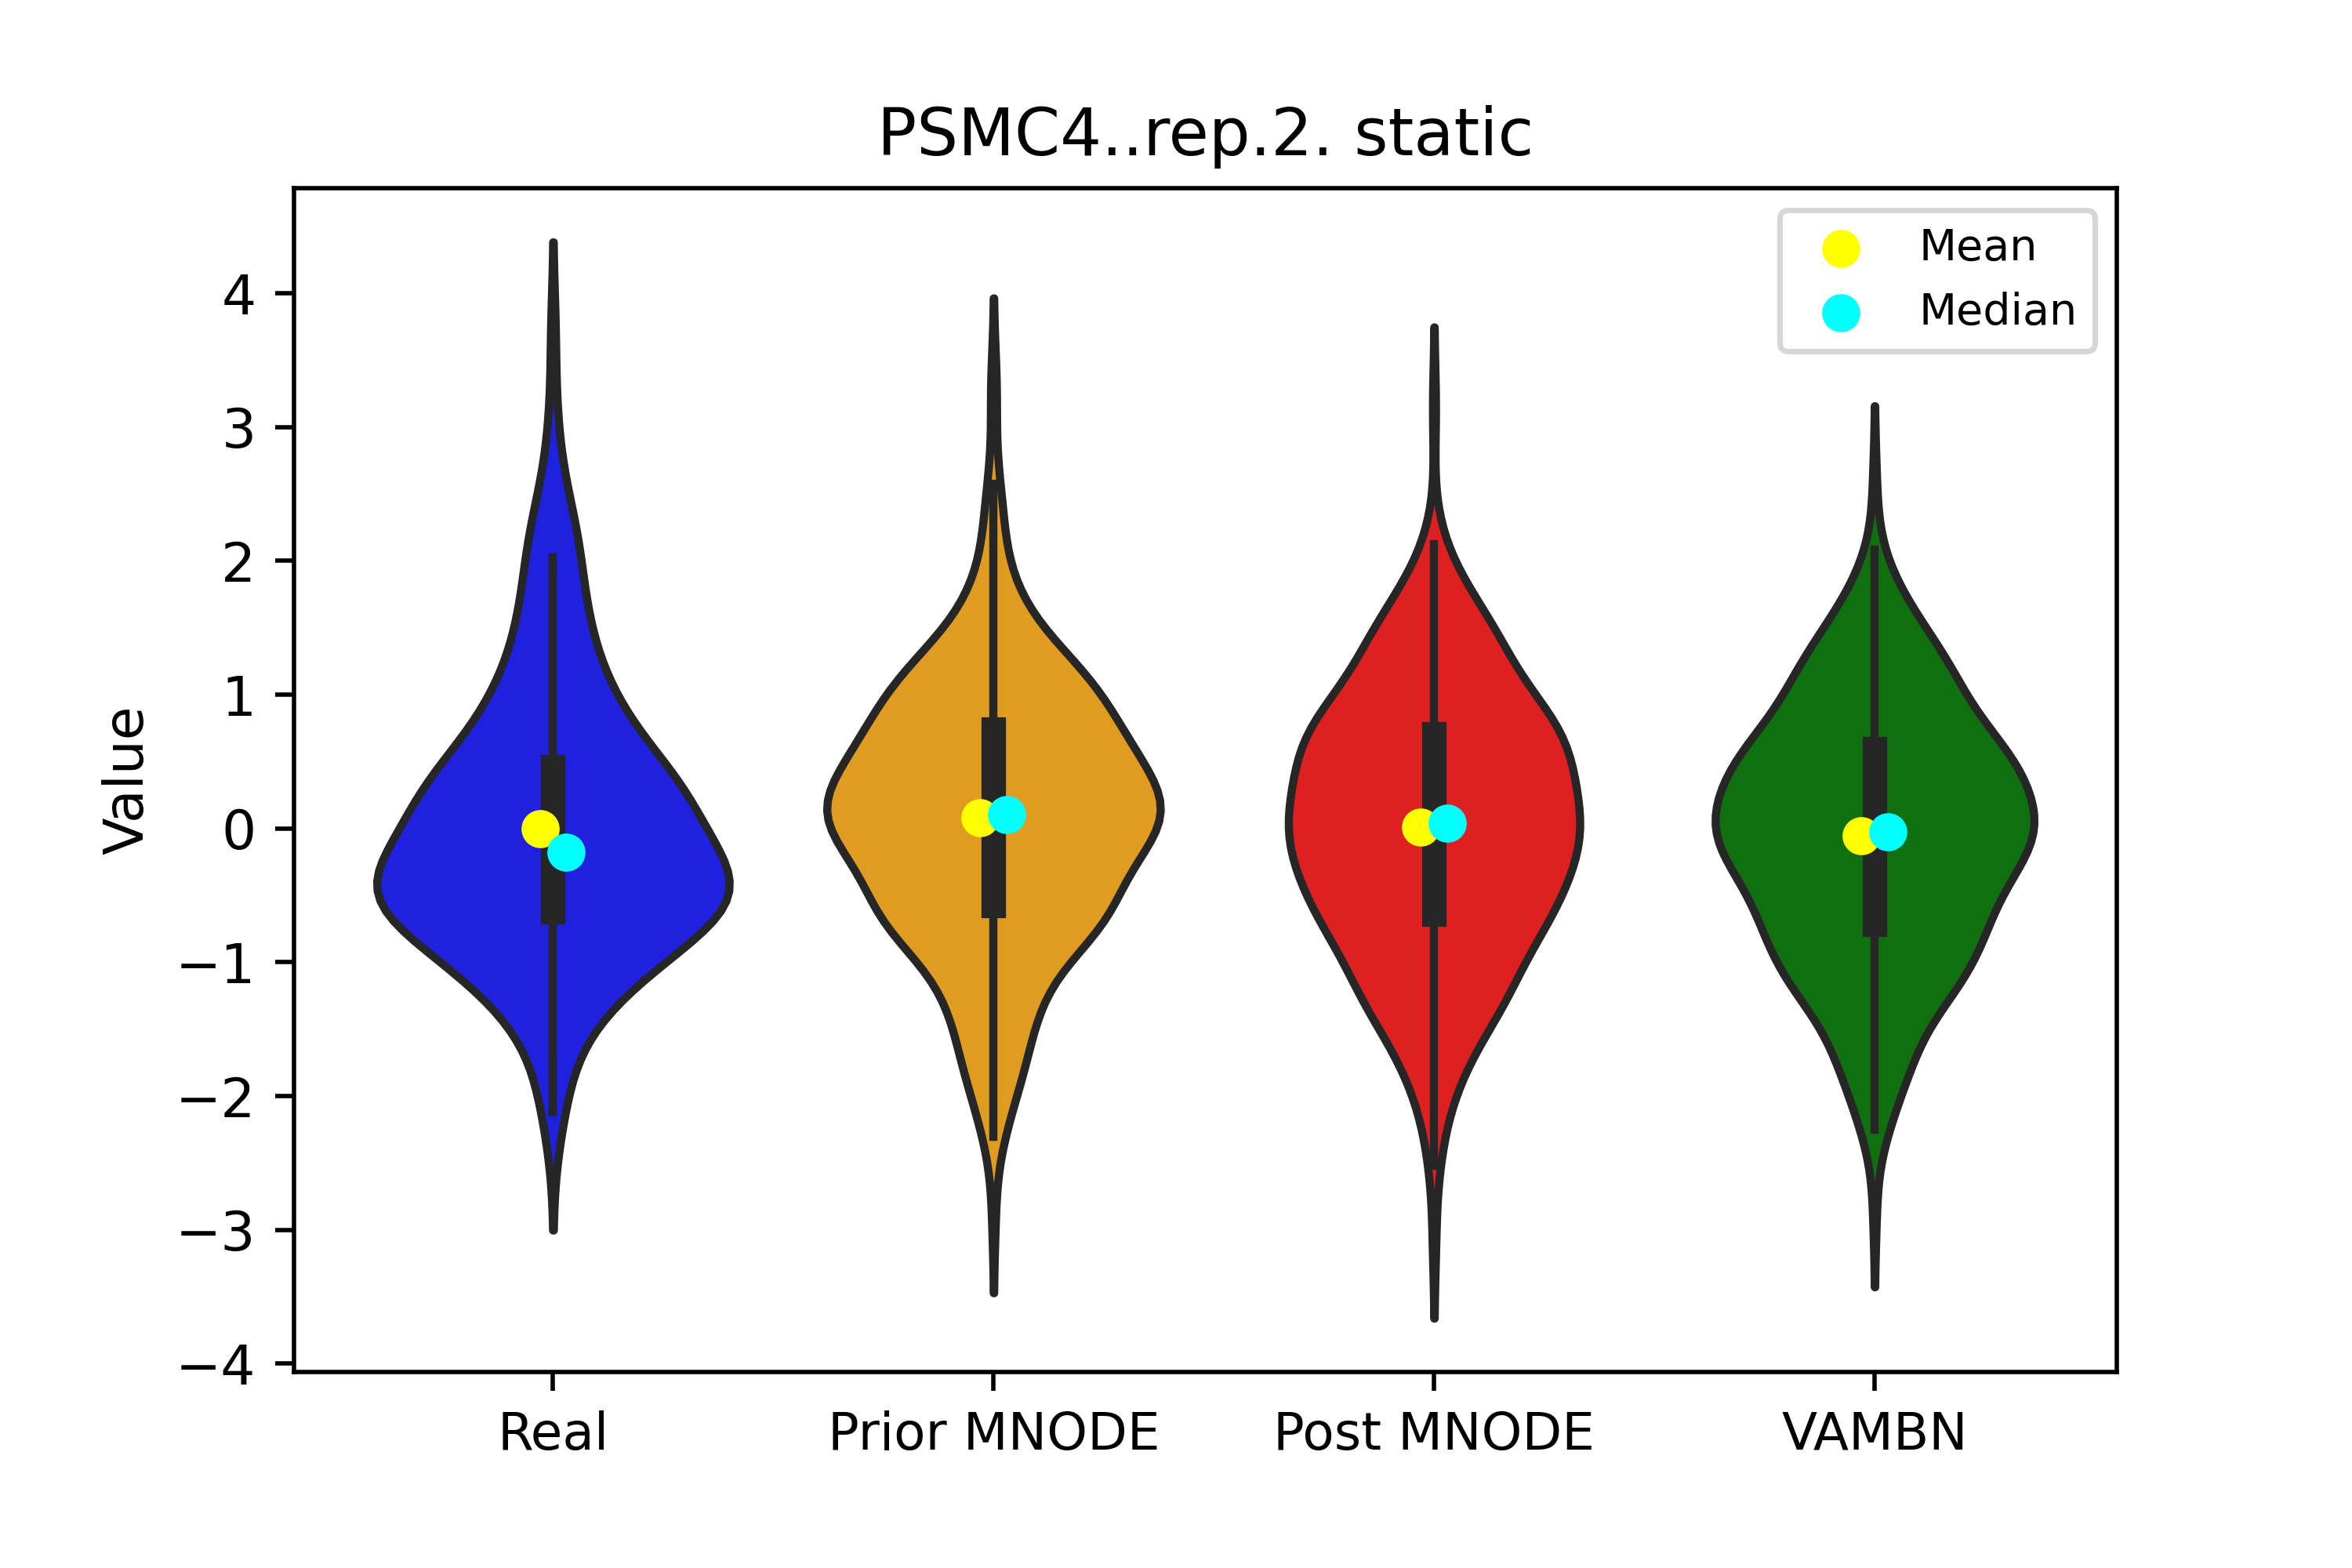 PSMC4..rep.2. static
Mean
Median
Value
4
3
2
1
0
−1
−2
−3
−4
Real
Prior MNODE
Post MNODE
VAMBN